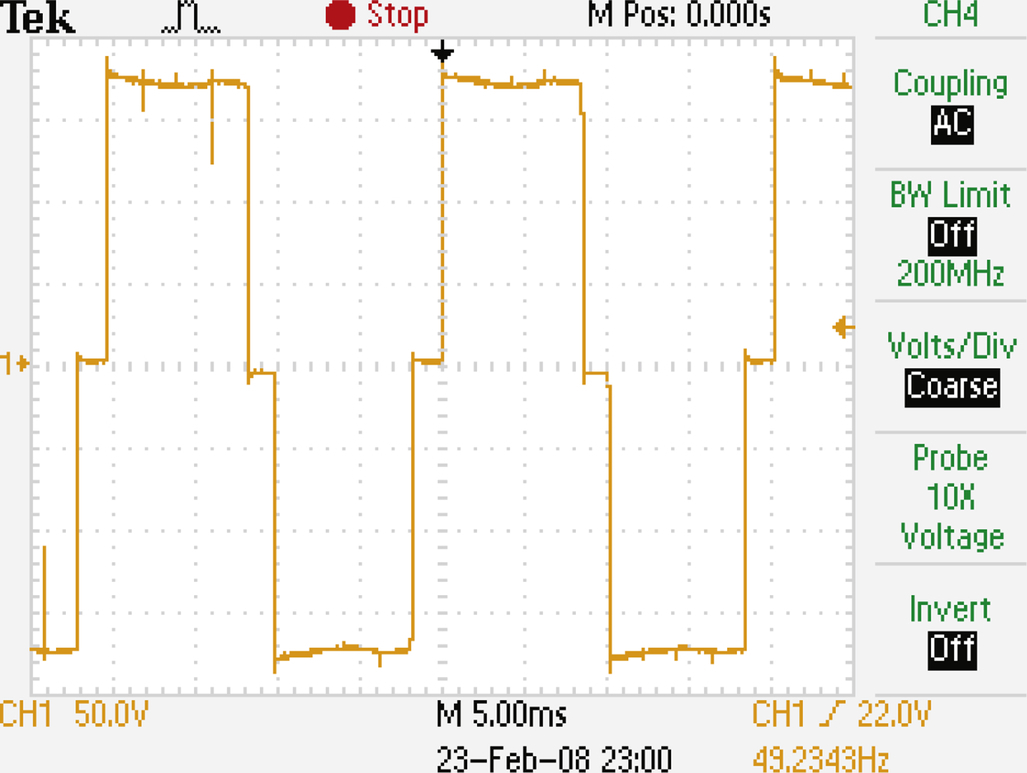 Tek Stop M Pos: 0.000s CH4
Coupling
AC
BW Limit
Off
200MHz
1
Volts/Div
Coarse
Probe
10X
Voltage
Invert
Off
CH1 50.0V M 5.00ms CH1 22.0V
23-Feb-08 23:00 49.2343Hz